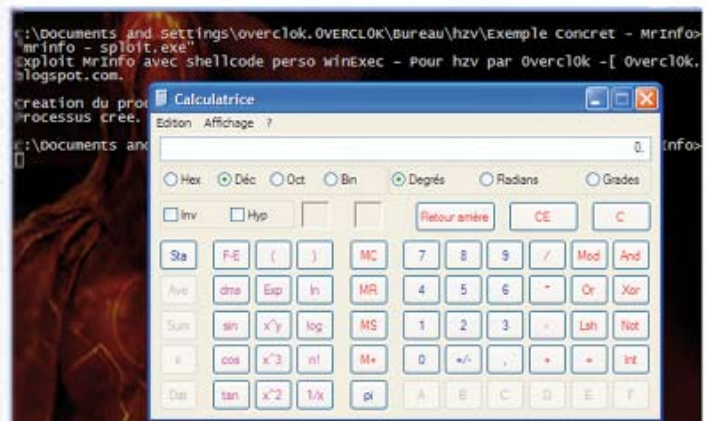 :\Documents and Settings\overclok.OVERCLOK\Bureau\hzv\Exemple Concret - MrInfo>
"mrinfo - sploit.exe"
Exploit MrInfo avec shellcode perso WinExec - Pour hzv par Overcl0k -[ Overcl0k.
blogspot.com.
reation du pro
rocessus cree.
:\Documents and
Info>
Calculatrice
Edition Affichage ?
0.
Hex Déc Oct Bin Degrés Radians Grades
Inv Hyp Retour arrière CE C
Sta F-E ( ) MC 7 8 9 / Mod And
Ave dms Exp ln MR 4 5 6 * Or Xor
Sum sin x^y log MS 1 2 3 - Lsh Not
s cos x^3 n! M+ 0 +/- , + = Int
Dat tan x^2 1/x pi A B C D E F